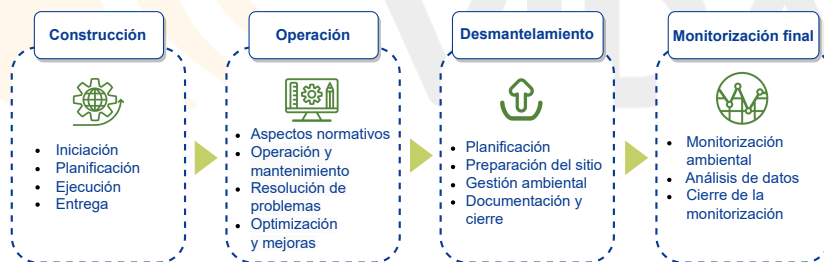 Construcción
• Iniciación
• Planificación
• Ejecución
• Entrega
Operación
• Aspectos normativos
• Operación y
mantenimiento
• Resolución de
problemas
• Optimización
y mejoras
Desmantelamiento
• Planificación
• Preparación del sitio
• Gestión ambiental
• Documentación y
cierre
Monitorización final
• Monitorización
ambiental
• Análisis de datos
• Cierre de la
monitorización